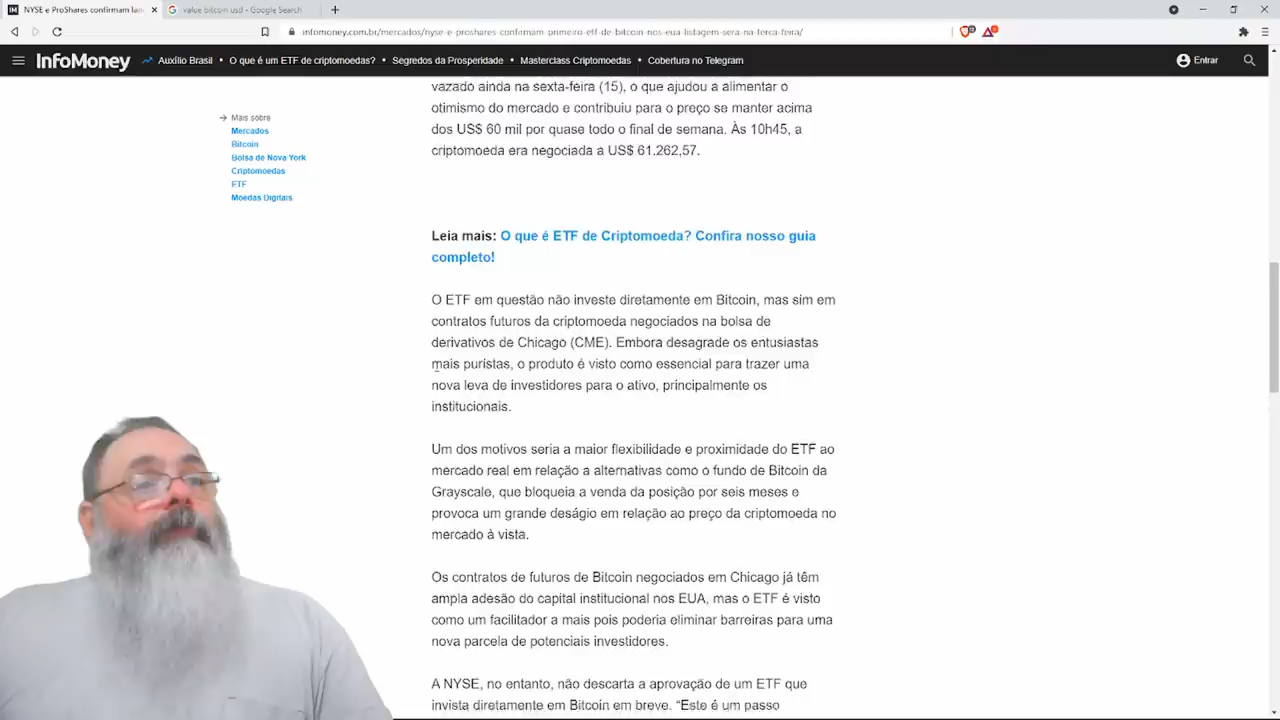 NYSE e ProShares confirmam lan
value bitcoin usd - Google Search
infomoney.com.br/mercados/nyse-e-proshares-confirmam-primeiro-etf-de-bitcoin-nos-eua-listagem-sera-na-terca-feira/
InfoMoney
Auxílio Brasil • O que é um ETF de criptomoedas? • Segredos da Prosperidade • Masterclass Criptomoedas • Cobertura no Telegram
Entrar
Mais sobre
Mercados
Bitcoin
Bolsa de Nova York
Criptomoedas
ETF
Moedas Digitais
vazado ainda na sexta-feira (15), o que ajudou a alimentar o
otimismo do mercado e contribuiu para o preço se manter acima
dos US$ 60 mil por quase todo o final de semana. Às 10h45, a
criptomoeda era negociada a US$ 61.262,57.
Leia mais: O que é ETF de Criptomoeda? Confira nosso guia
completo!
O ETF em questão não investe diretamente em Bitcoin, mas sim em
contratos futuros da criptomoeda negociados na bolsa de
derivativos de Chicago (CME). Embora desagrade os entusiastas
mais puristas, o produto é visto como essencial para trazer uma
nova leva de investidores para o ativo, principalmente os
institucionais.
Um dos motivos seria a maior flexibilidade e proximidade do ETF ao
mercado real em relação a alternativas como o fundo de Bitcoin da
Grayscale, que bloqueia a venda da posição por seis meses e
provoca um grande deságio em relação ao preço da criptomoeda no
mercado à vista.
Os contratos de futuros de Bitcoin negociados em Chicago já têm
ampla adesão do capital institucional nos EUA, mas o ETF é visto
como um facilitador a mais pois poderia eliminar barreiras para uma
nova parcela de potenciais investidores.
A NYSE, no entanto, não descarta a aprovação de um ETF que
invista diretamente em Bitcoin em breve. “Este é um passo